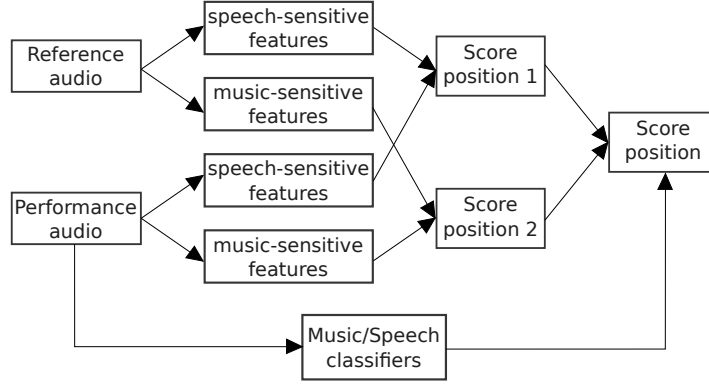 speech-sensitive
features
Reference
audio
music-sensitive
features
Score
position 1
Score
position
speech-sensitive
features
Performance
audio
music-sensitive
features
Score
position 2
Music/Speech
classifiers